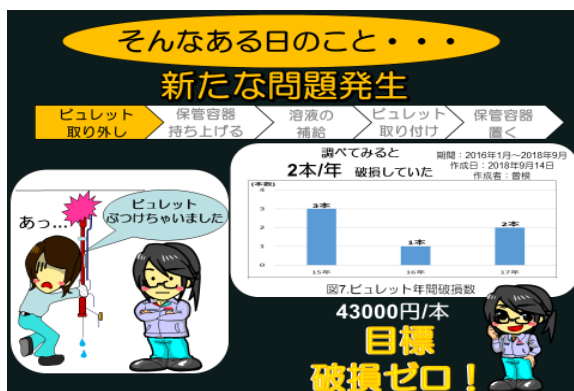 そんなある日のこと・・・
新たな問題発生
ビュレット
取り外し
保管容器
持ち上げる
溶液の
補給
ビュレット
取り付け
保管容器
置く
あっ...
ビュレット
ぶつけちゃいました
調べてみると
2本/年 破損していた
期間：2016年1月～2018年9月
作成日：2018年9月14日
作成者：曽根
(本数)
4
3
2
1
0
3本
1本
2本
15年
16年
17年
図7.ビュレット年間破損数
43000円/本
目標
破損ゼロ！